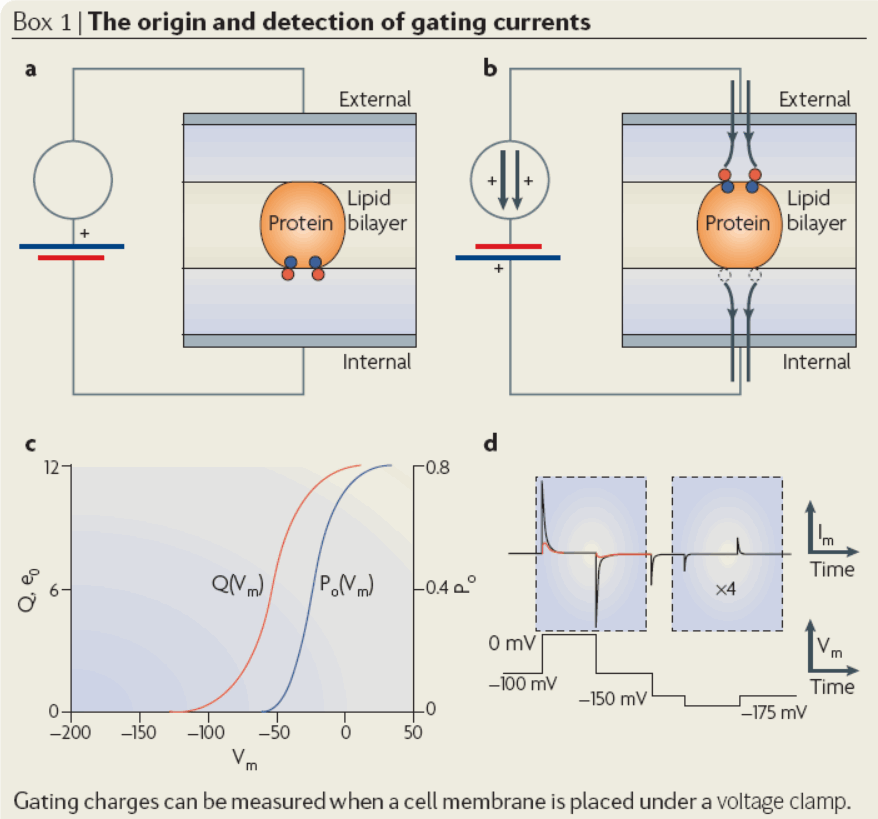 Box 1 | The origin and detection of gating currents
a
b
External
External
+
+
+
Protein
Lipid
bilayer
Protein
Lipid
bilayer
+
Internal
Internal
c
d
12
6
0
Q, e₀
Q(Vₘ)
Pₒ(Vₘ)
0.8
0.4
0
Pₒ
−200
−150
−100
−50
0
50
Vₘ
×4
Iₘ
Time
0 mV
−100 mV
−150 mV
−175 mV
Vₘ
Time
Gating charges can be measured when a cell membrane is placed under a voltage clamp.